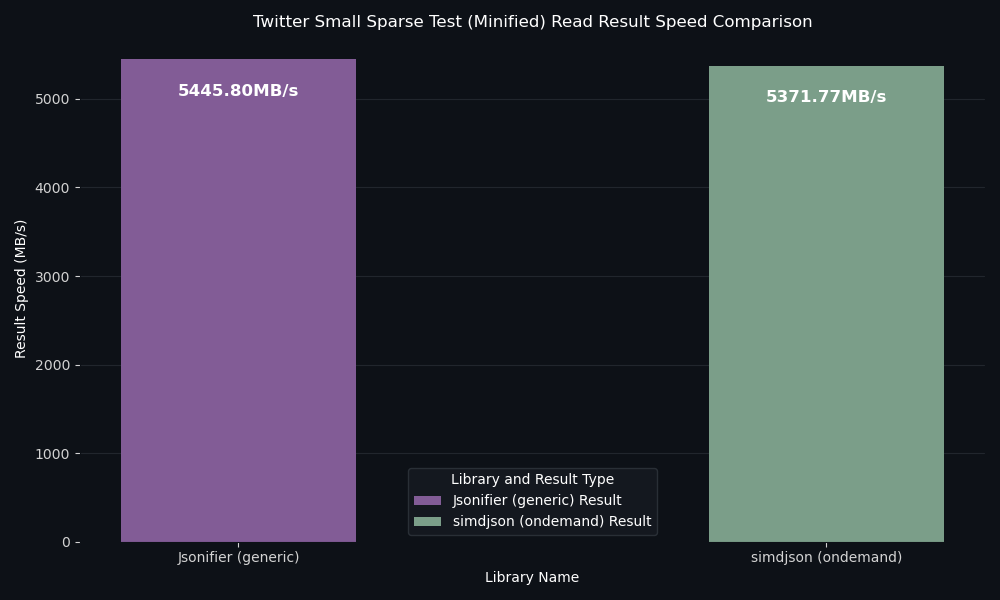 Twitter Small Sparse Test (Minified) Read Result Speed Comparison
5445.80MB/s
5371.77MB/s
Result Speed (MB/s)
5000
4000
3000
2000
1000
0
Library and Result Type
Jsonifier (generic) Result
simdjson (ondemand) Result
Jsonifier (generic)
simdjson (ondemand)
Library Name